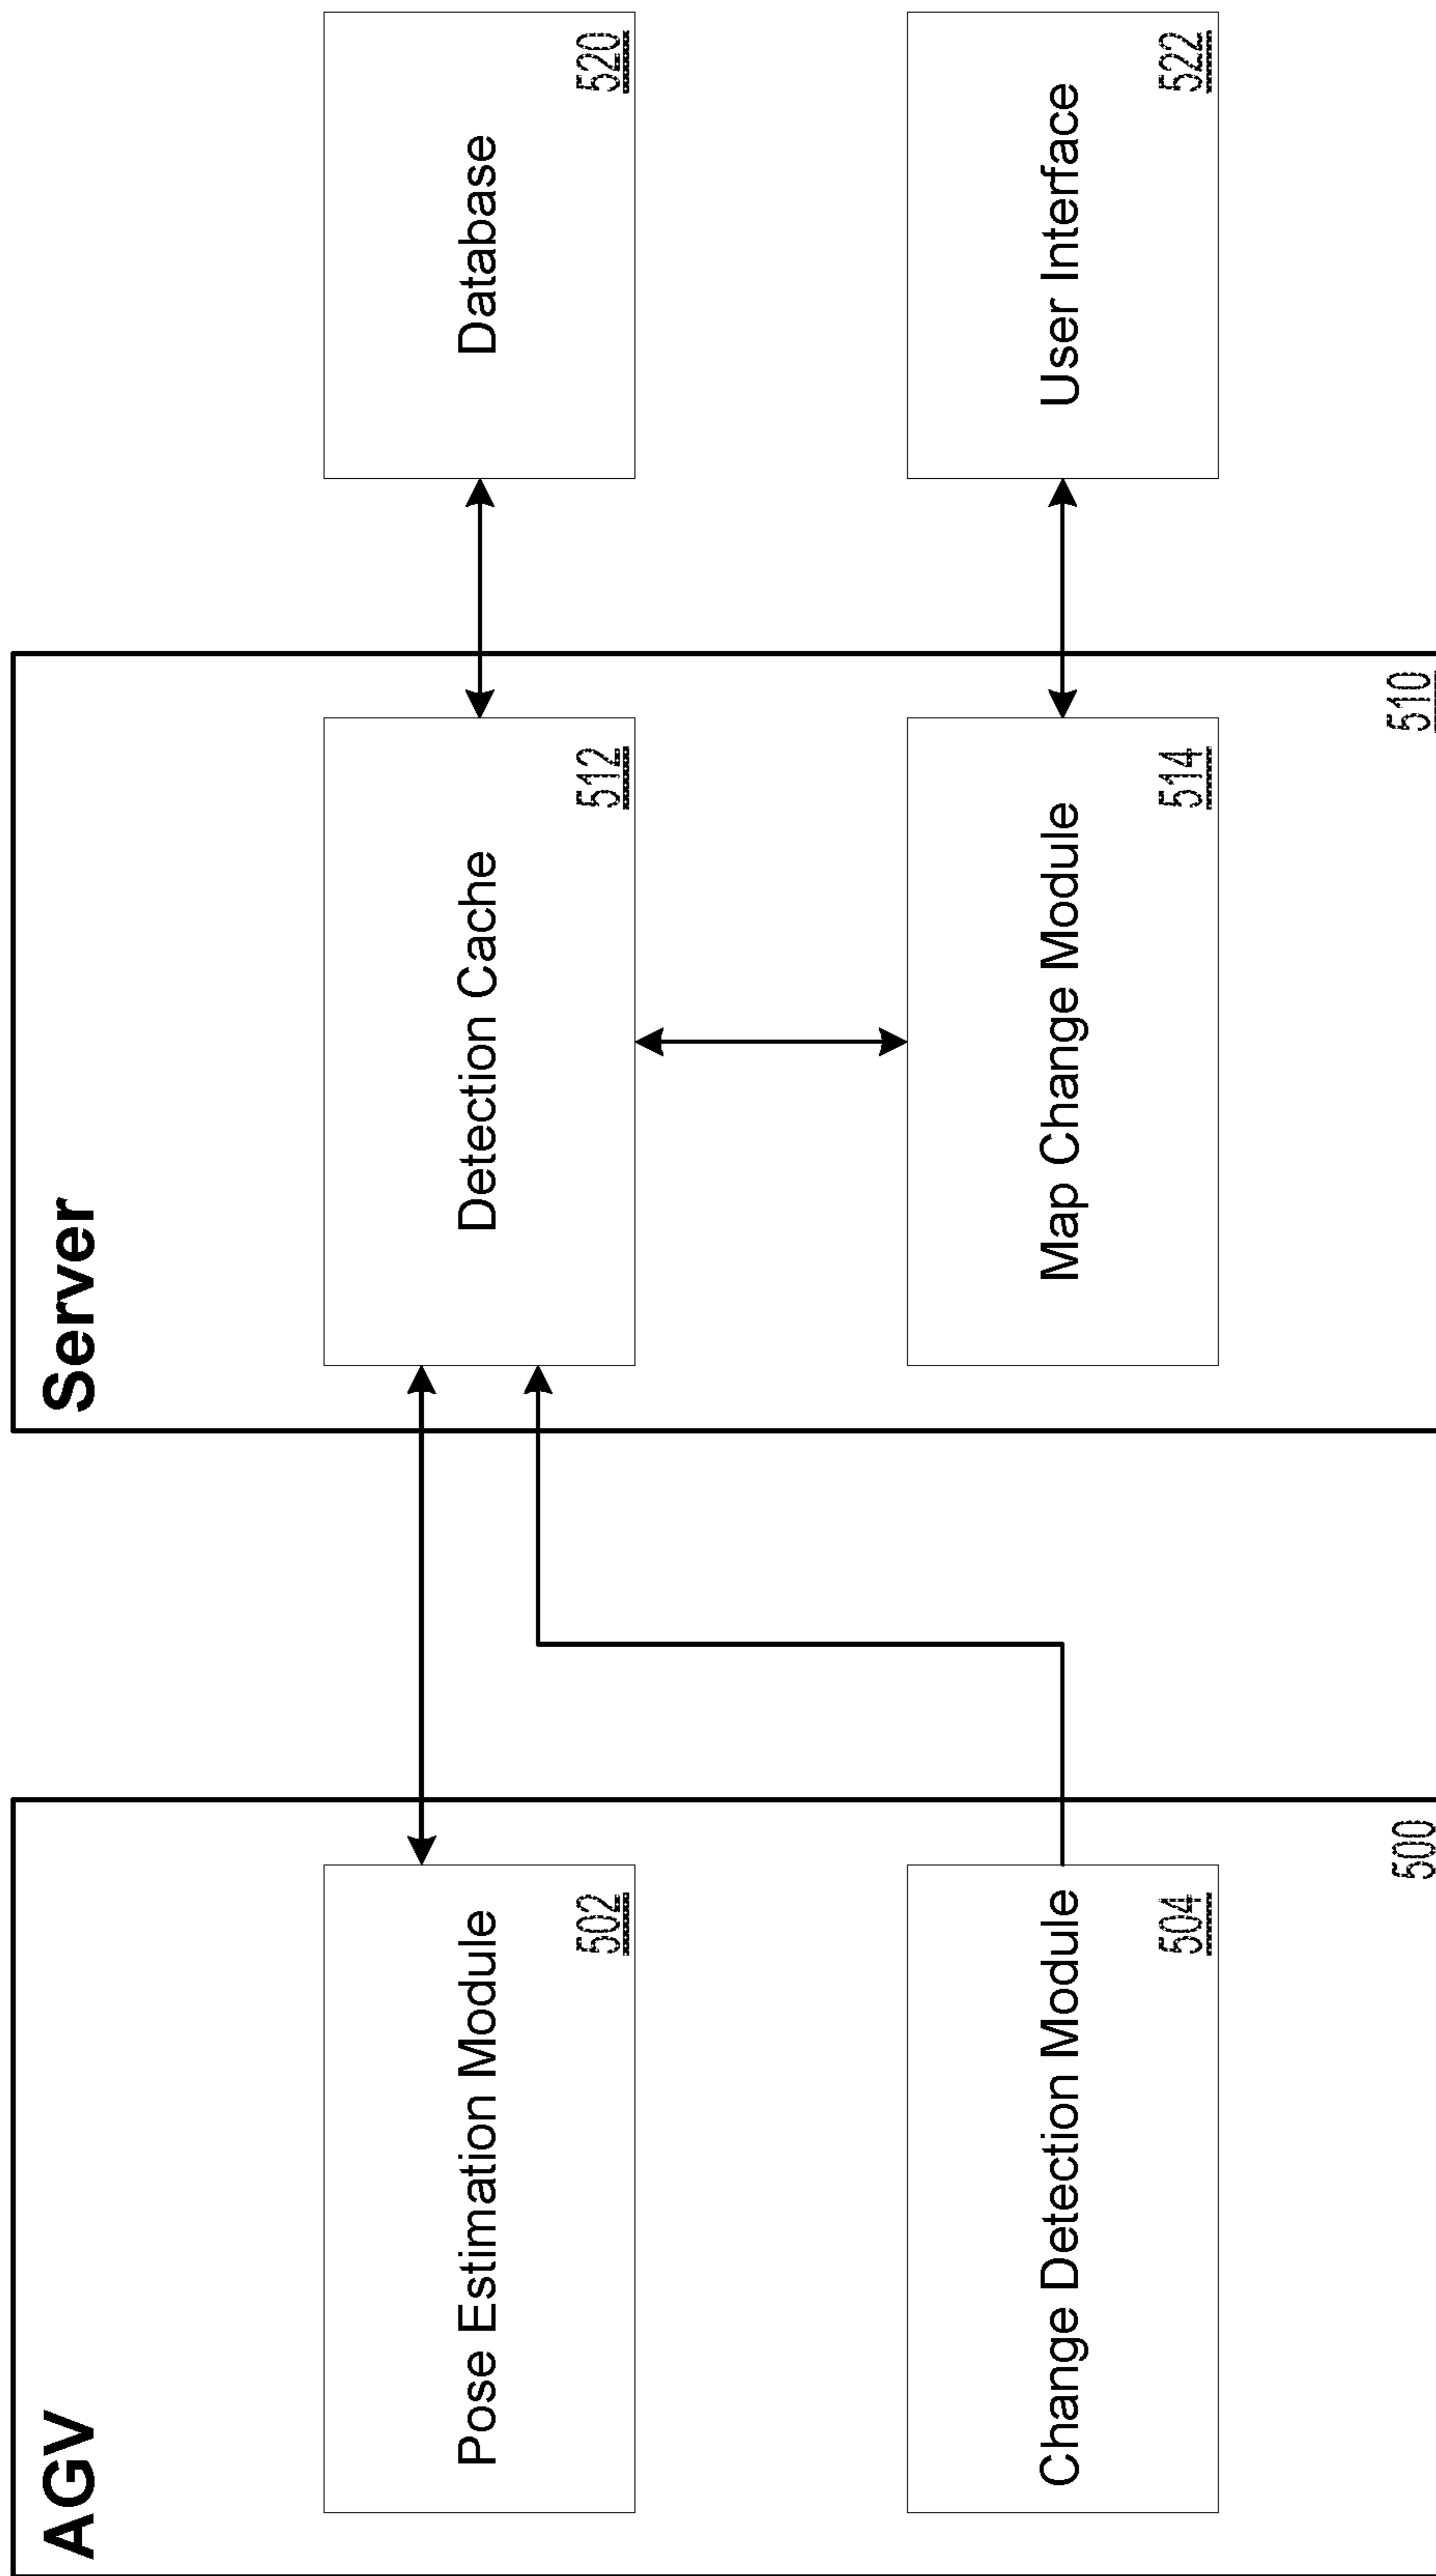 AGV
Pose Estimation Module
502
Change Detection Module
504
500
Server
Detection Cache
512
Map Change Module
514
510
Database
520
User Interface
522